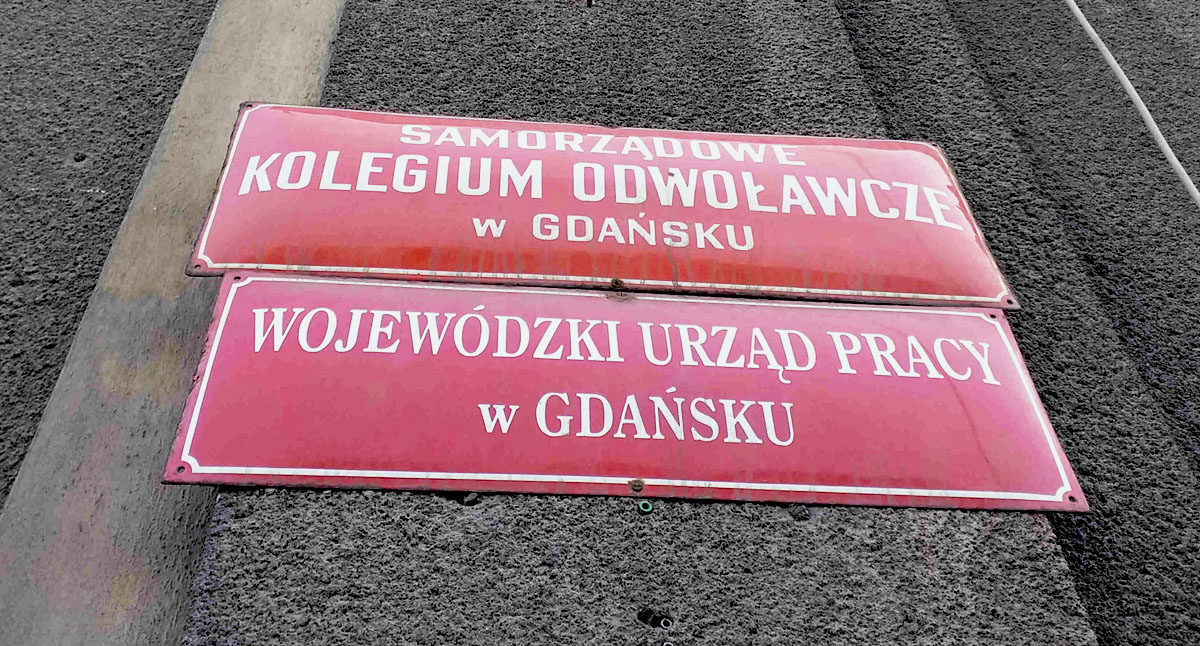 SAMORZĄDOWE
KOLEGIUM ODWOŁAWCZE
w GDAŃSKU
WOJEWÓDZKI URZĄD PRACY
w GDAŃSKU